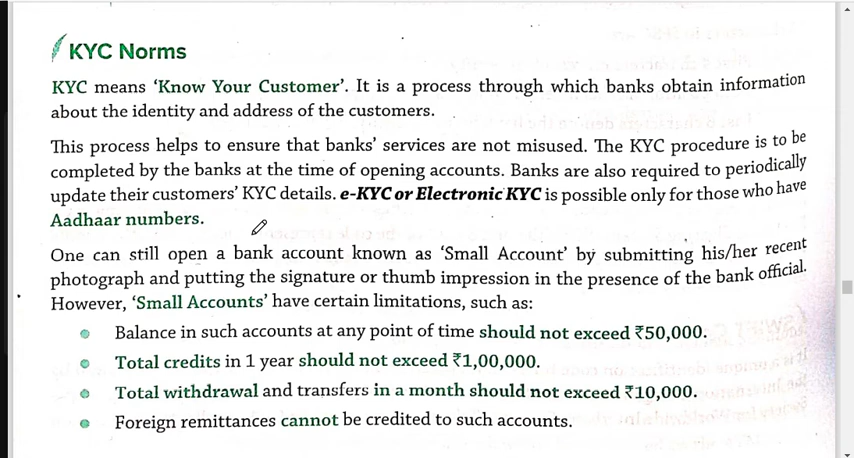 KYC Norms
KYC means ‘Know Your Customer’. It is a process through which banks obtain information
about the identity and address of the customers.
This process helps to ensure that banks’ services are not misused. The KYC procedure is to be
completed by the banks at the time of opening accounts. Banks are also required to periodically
update their customers’ KYC details. e-KYC or Electronic KYC is possible only for those who have
Aadhaar numbers.
One can still open a bank account known as ‘Small Account’ by submitting his/her recent
photograph and putting the signature or thumb impression in the presence of the bank official.
However, ‘Small Accounts’ have certain limitations, such as:
Balance in such accounts at any point of time should not exceed ₹50,000.
Total credits in 1 year should not exceed ₹1,00,000.
Total withdrawal and transfers in a month should not exceed ₹10,000.
Foreign remittances cannot be credited to such accounts.